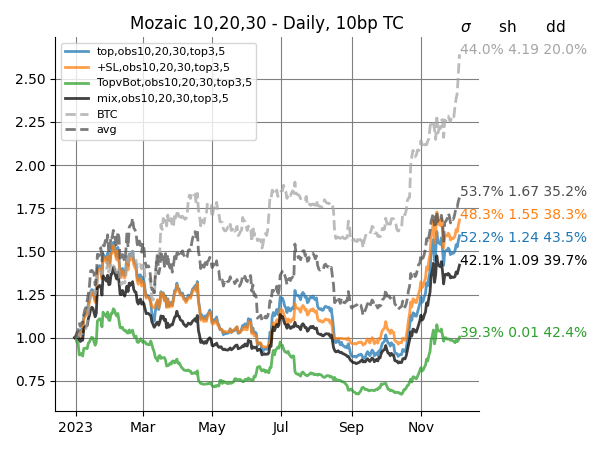 Mozaic 10,20,30 - Daily, 10bp TC
σ sh dd
top,obs10,20,30,top3,5
+SL,obs10,20,30,top3,5
TopvBot,obs10,20,30,top3,5
mix,obs10,20,30,top3,5
BTC
avg
44.0% 4.19 20.0%
53.7% 1.67 35.2%
48.3% 1.55 38.3%
52.2% 1.24 43.5%
42.1% 1.09 39.7%
39.3% 0.01 42.4%
2.50
2.25
2.00
1.75
1.50
1.25
1.00
0.75
2023 Mar May Jul Sep Nov